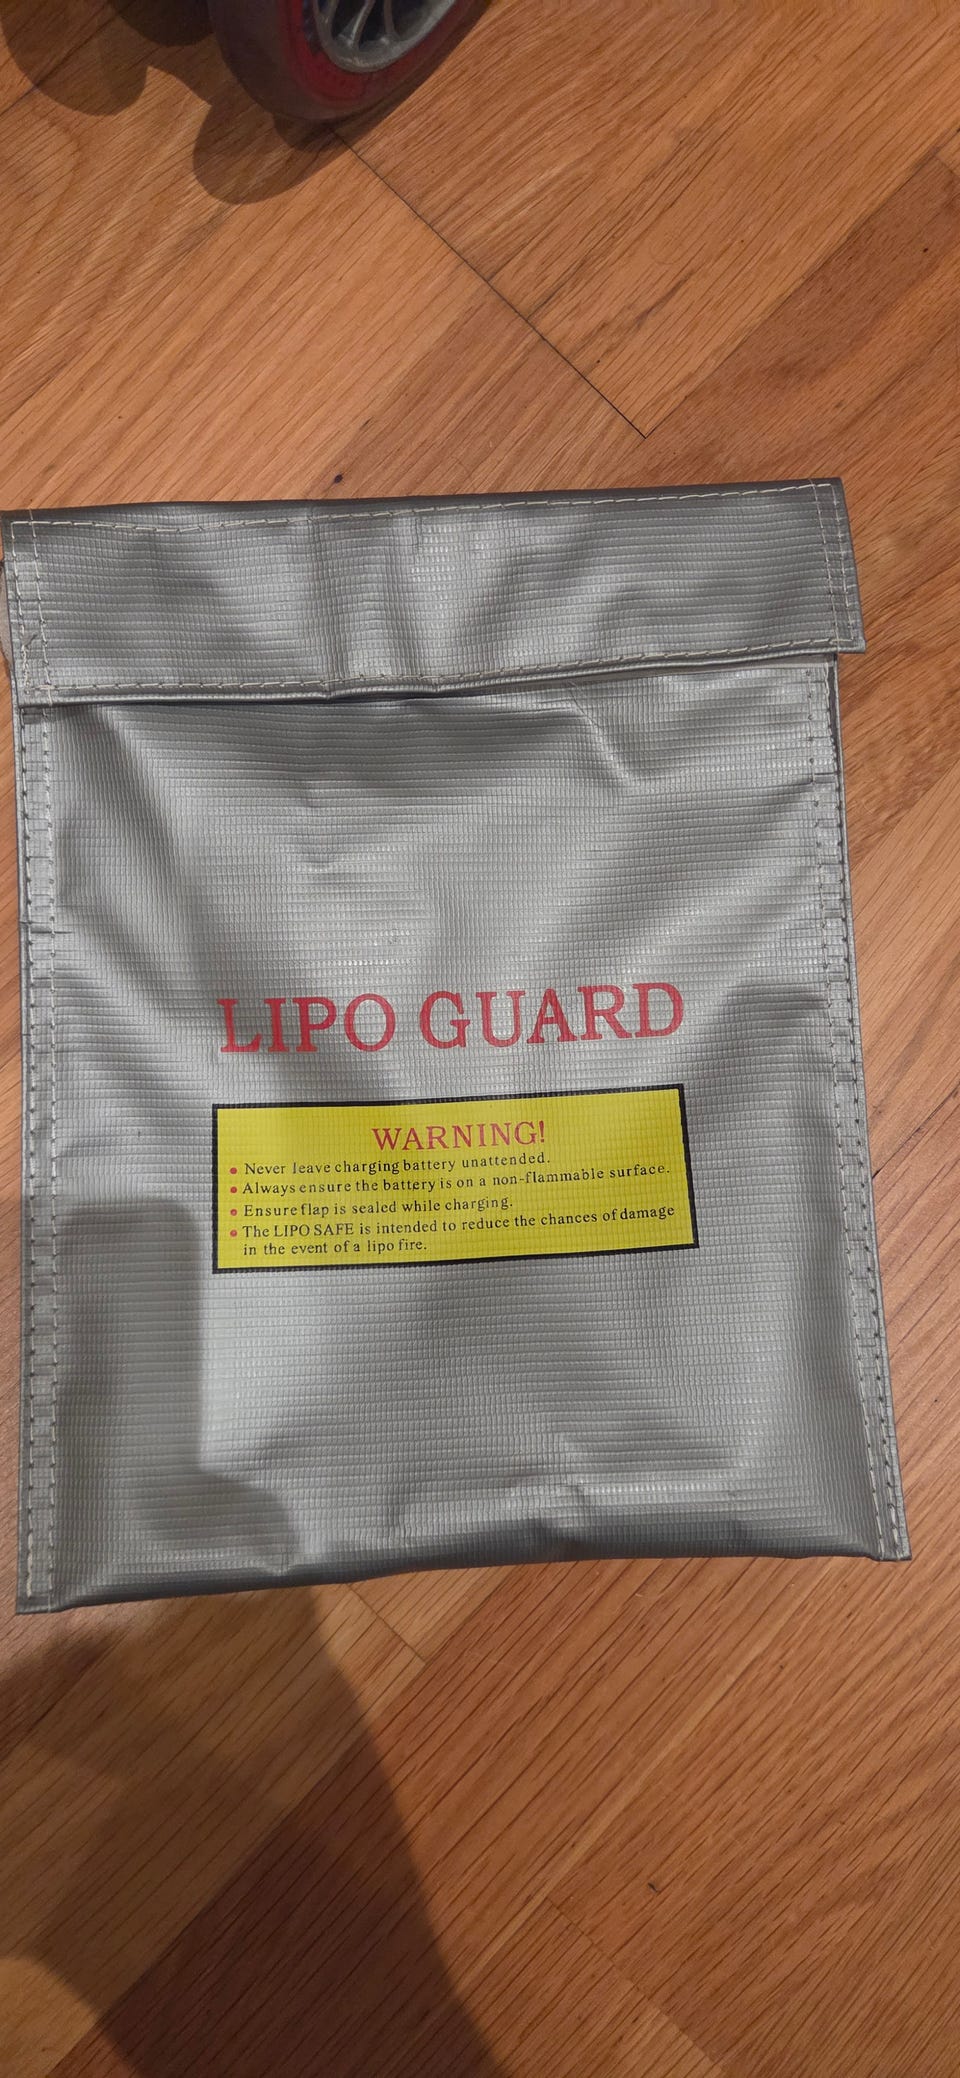 LIPO GUARD
WARNING!
• Never leave charging battery unattended.
• Always ensure the battery is on a non-flammable surface.
• Ensure flap is sealed while charging.
• The LIPO SAFE is intended to reduce the chances of damage
in the event of a lipo fire.